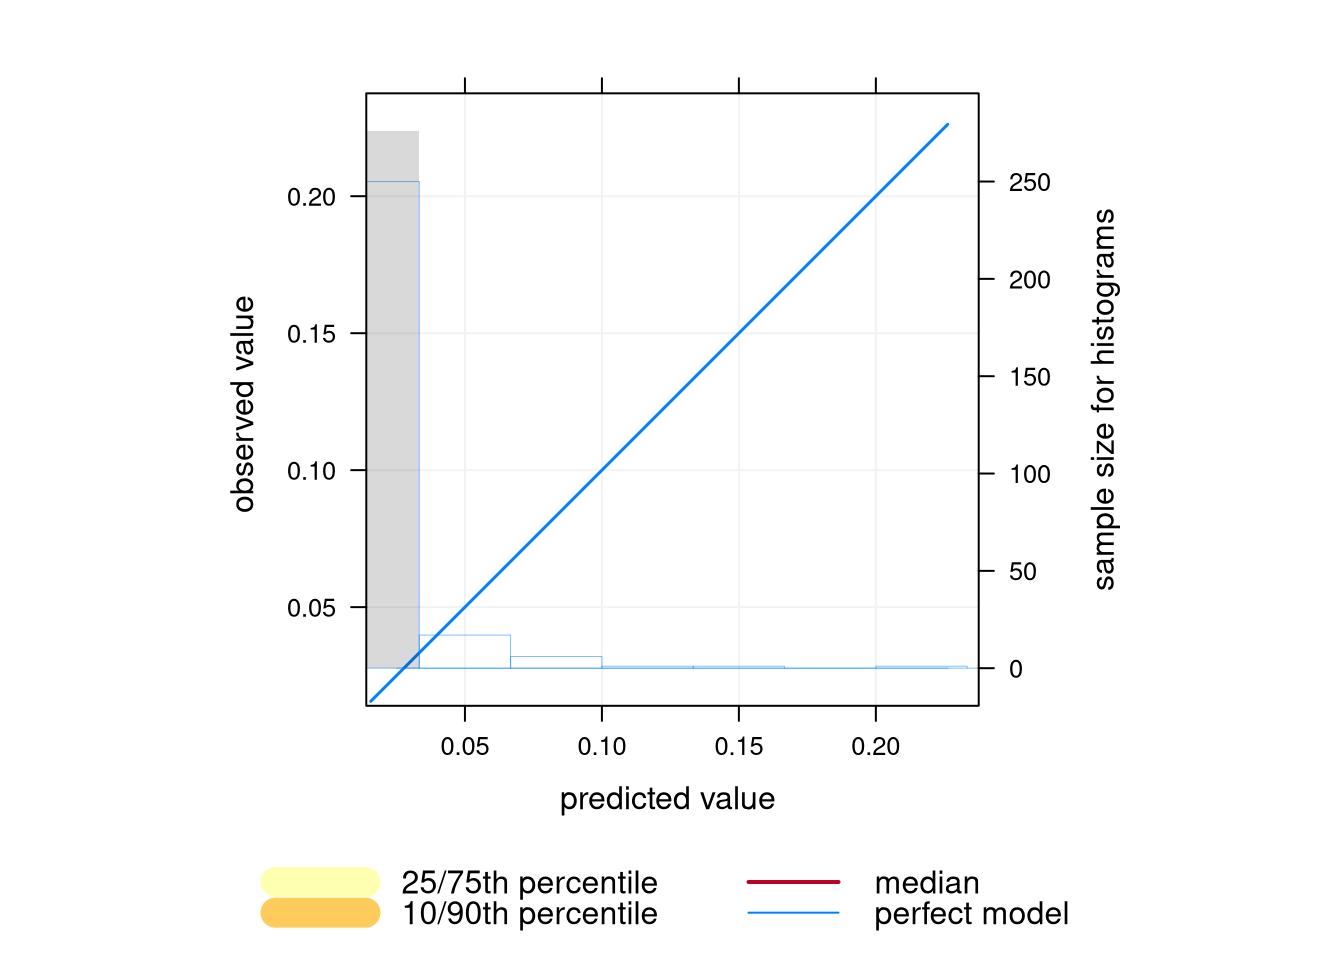 observed value
0.20
0.15
0.10
0.05
250
200
150
100
50
0
sample size for histograms
0.05 0.10 0.15 0.20
predicted value
25/75th percentile median
10/90th percentile perfect model